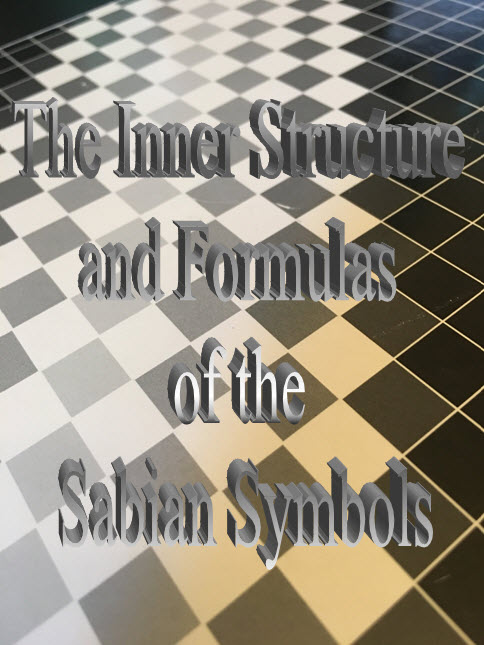 The Inner Structure
and Formulas
of the
Sabian Symbols